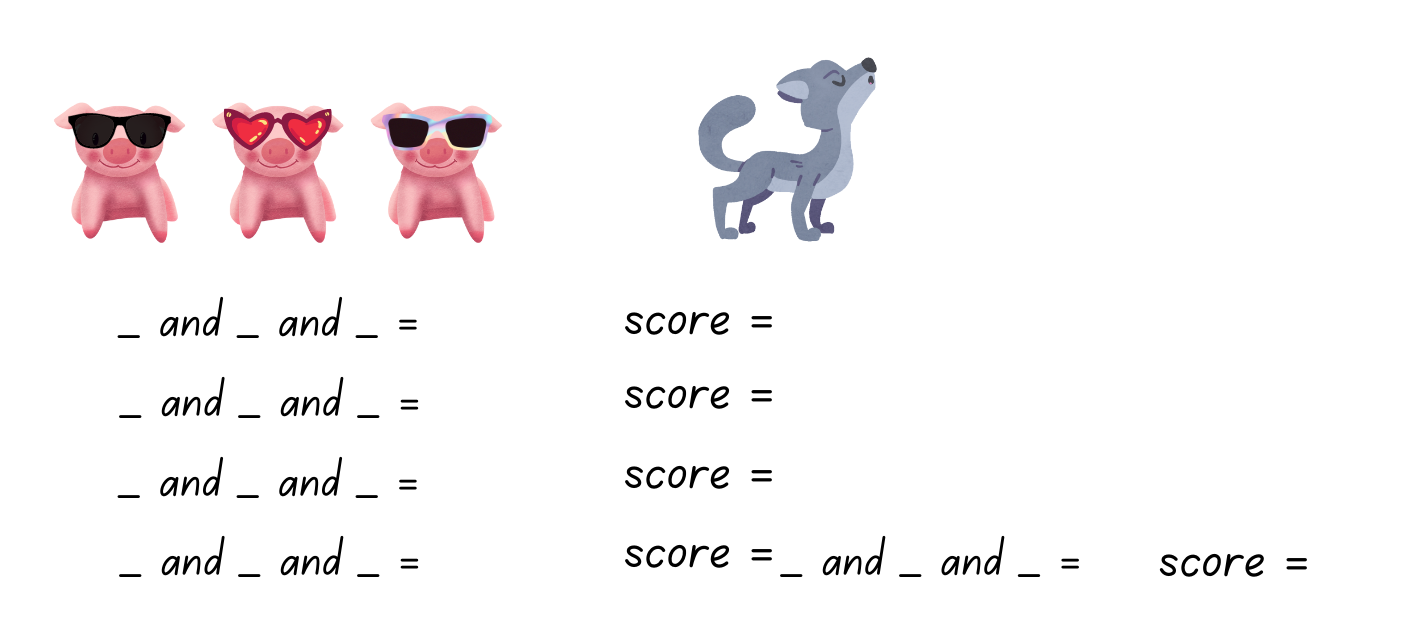 _ and _ and _ = score =
_ and _ and _ = score =
_ and _ and _ = score =
_ and _ and _ = score = _ and _ and _ = score =